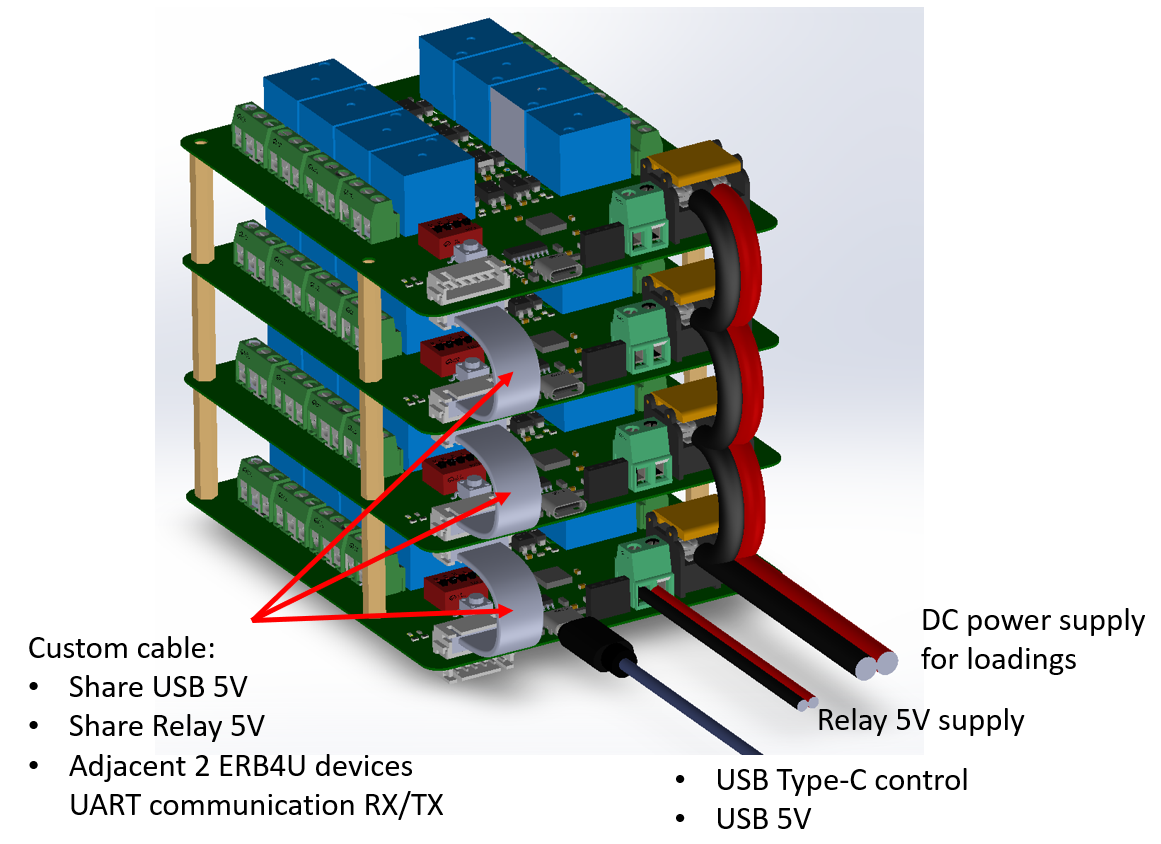 DC power supply
for loadings
Custom cable:
• Share USB 5V
• Share Relay 5V
• Adjacent 2 ERB4U devices
UART communication RX/TX
Relay 5V supply
• USB Type-C control
• USB 5V